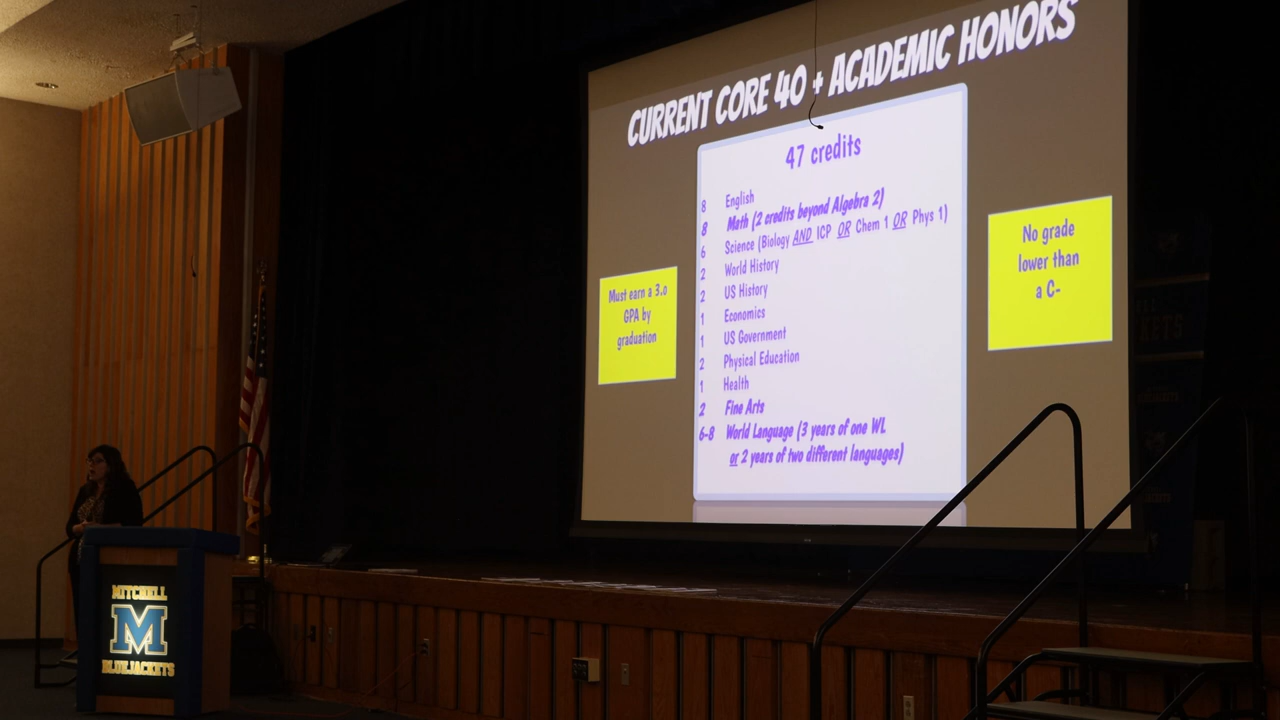 CURRENT CORE 40 + ACADEMIC HONORS
47 credits
8 English
8 Math (2 credits beyond Algebra 2)
6 Science (Biology AND ICP OR Chem 1 OR Phys 1)
2 World History
2 US History
1 Economics
1 US Government
2 Physical Education
1 Health
2 Fine Arts
6-8 World Language (3 years of one WL
or 2 years of two different languages)
Must earn a 3.0
GPA by
graduation
No grade
lower than
a C-
MITCHELL
M
BLUEJACKETS